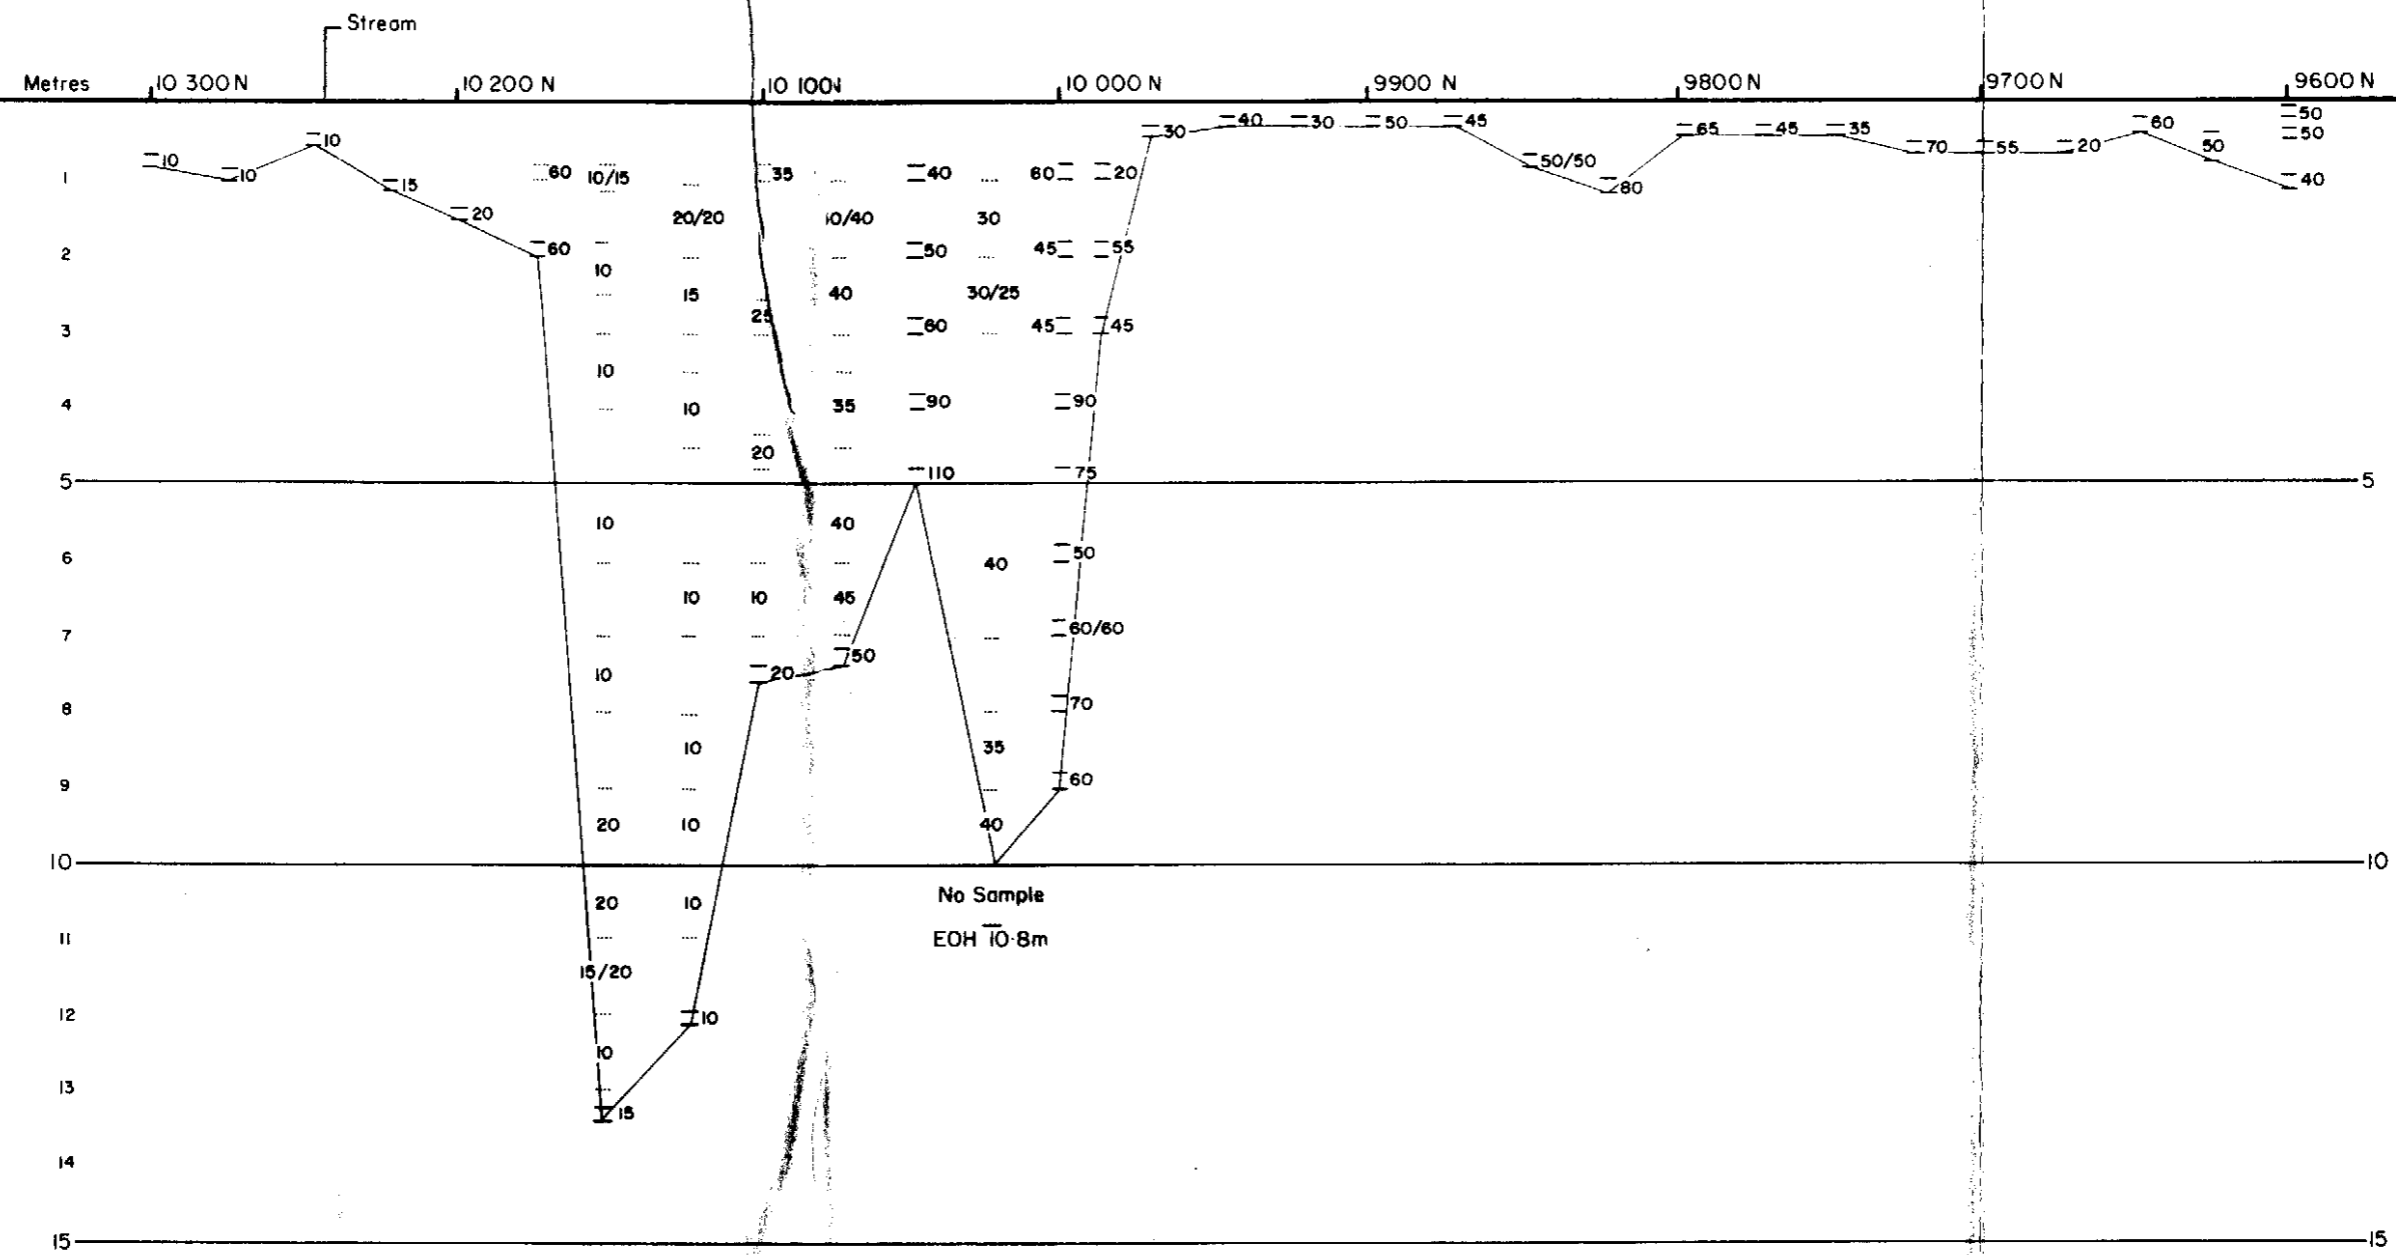 Stream
Metres 10 300 N 10 200 N 10 100N 10 000 N 9900 N 9800 N 9700 N 9600 N
50
40 30 50 45 60
10 30 65 45 35 50
70 55 20 50
10 10 50/50
1 60 10/15 35 40 60 20 40
15 80
20 20/20 10/40 30
2 60 50 45 55
10
15 40 30/25
25
3 60 45 45
10
4 10 35 90 90
20
110 75
5 5
10 40
6 40 50
10 10 45
7 60/60
50
10 20
8 70
10 35
9 60
20 10 40
10 10
No Sample
20 10
11 EOH 10·8m
15/20
12 10
10
13
15
14
15 15